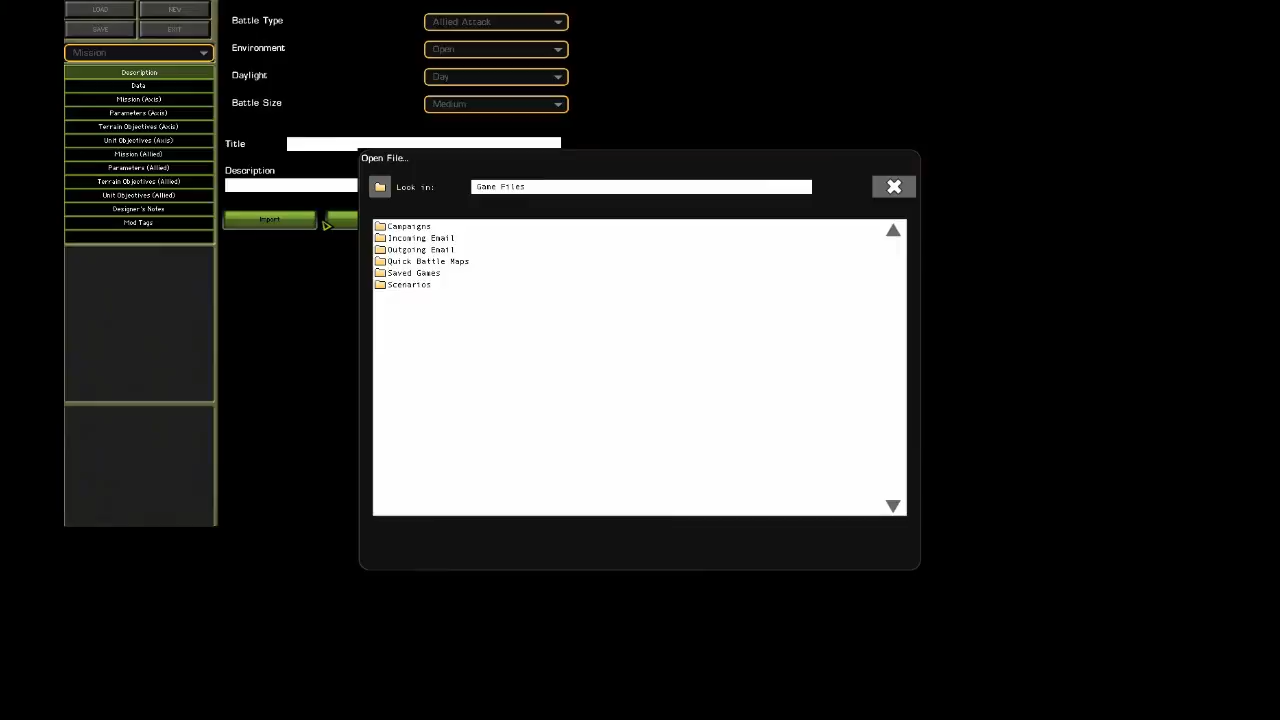 LOAD
NEW
SAVE
EXIT
Mission
Description
Data
Mission (Axis)
Parameters (Axis)
Terrain Objectives (Axis)
Unit Objectives (Axis)
Mission (Allied)
Parameters (Allied)
Terrain Objectives (Allied)
Unit Objectives (Allied)
Designer's Notes
Mod Tags
Battle Type
Allied Attack
Environment
Open
Daylight
Day
Battle Size
Medium
Title
Description
Import
Open File...
Look in:
Game Files
Campaigns
Incoming Email
Outgoing Email
Quick Battle Maps
Saved Games
Scenarios